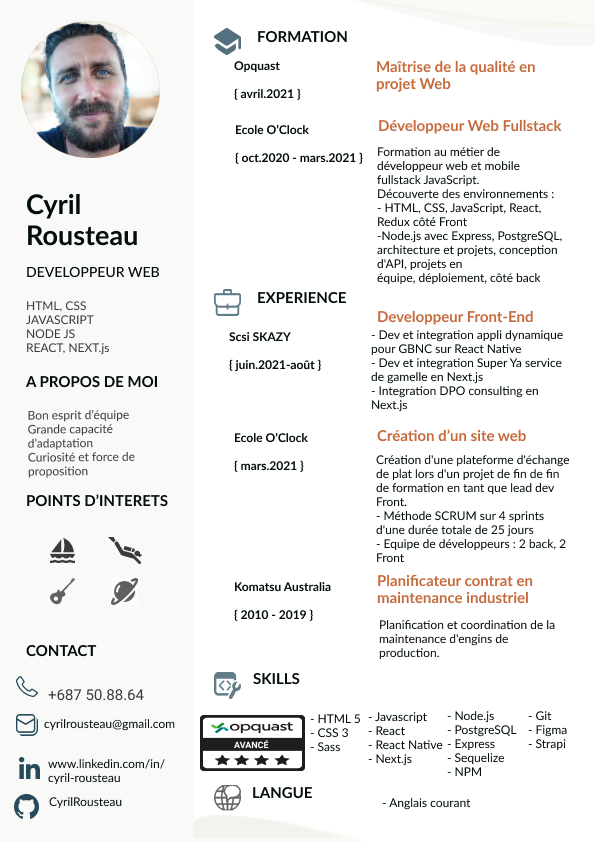 Cyril
Rousteau
DEVELOPPEUR WEB
HTML, CSS
JAVASCRIPT
NODE JS
REACT, NEXT.js
A PROPOS DE MOI
Bon esprit d'équipe
Grande capacité
d'adaptation
Curiosité et force de
proposition
POINTS D'INTERETS
CONTACT
+687 50.88.64
cyrilrousteau@gmail.com
www.linkedin.com/in/
cyril-rousteau
CyrilRousteau
FORMATION
Opquast
{ avril.2021 }
Maîtrise de la qualité en
projet Web
Ecole O'Clock
{ oct.2020 - mars.2021 }
Développeur Web Fullstack
Formation au métier de
développeur web et mobile
fullstack JavaScript.
Découverte des environnements :
- HTML, CSS, JavaScript, React,
Redux côté Front
-Node.js avec Express, PostgreSQL,
architecture et projets, conception
d'API, projets en
équipe, déploiement, côté back
EXPERIENCE
Scsi SKAZY
{ juin.2021-août }
Developpeur Front-End
- Dev et integration appli dynamique
pour GBNC sur React Native
- Dev et integration Super Ya service
de gamelle en Next.js
- Integration DPO consulting en
Next.js
Ecole O'Clock
{ mars.2021 }
Création d'un site web
Création d'une plateforme d'échange
de plat lors d'un projet de fin de fin
de formation en tant que lead dev
Front.
- Méthode SCRUM sur 4 sprints
d'une durée totale de 25 jours
- Equipe de développeurs : 2 back, 2
Front
Komatsu Australia
{ 2010 - 2019 }
Planificateur contrat en
maintenance industriel
Planification et coordination de la
maintenance d'engins de
production.
SKILLS
opquast
AVANCÉ
- HTML 5
- CSS 3
- Sass
- Javascript
- React
- React Native
- Next.js
- Node.js
- PostgreSQL
- Express
- Sequelize
- NPM
- Git
- Figma
- Strapi
LANGUE
- Anglais courant